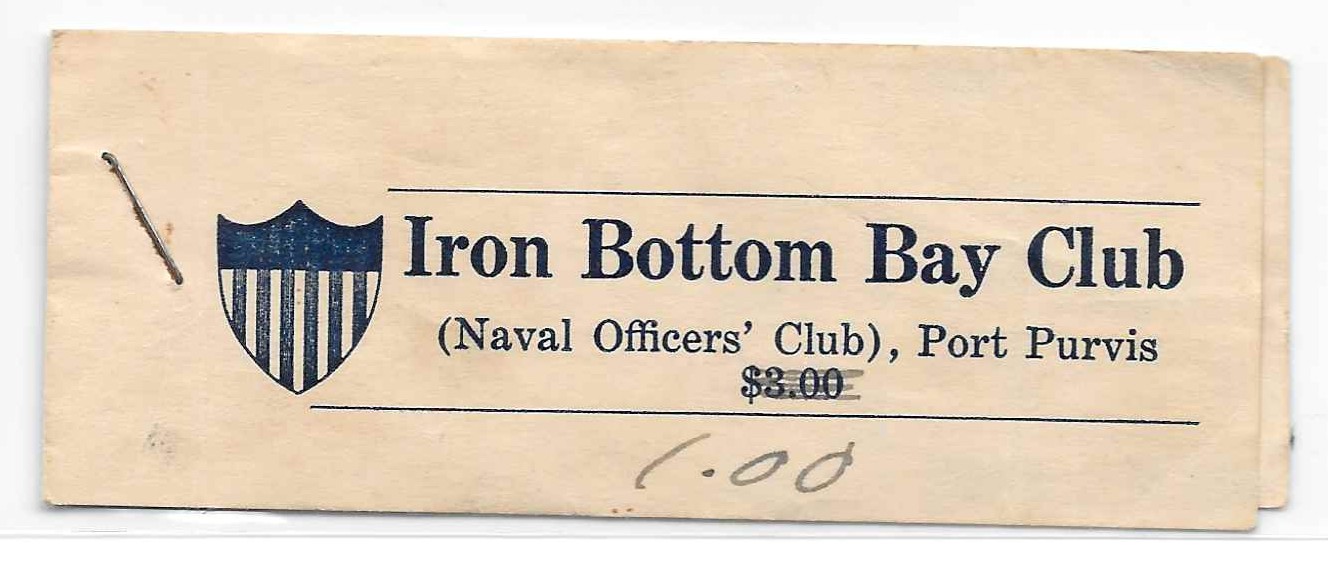 Iron Bottom Bay Club
(Naval Officers' Club), Port Purvis
$3.00
1.00